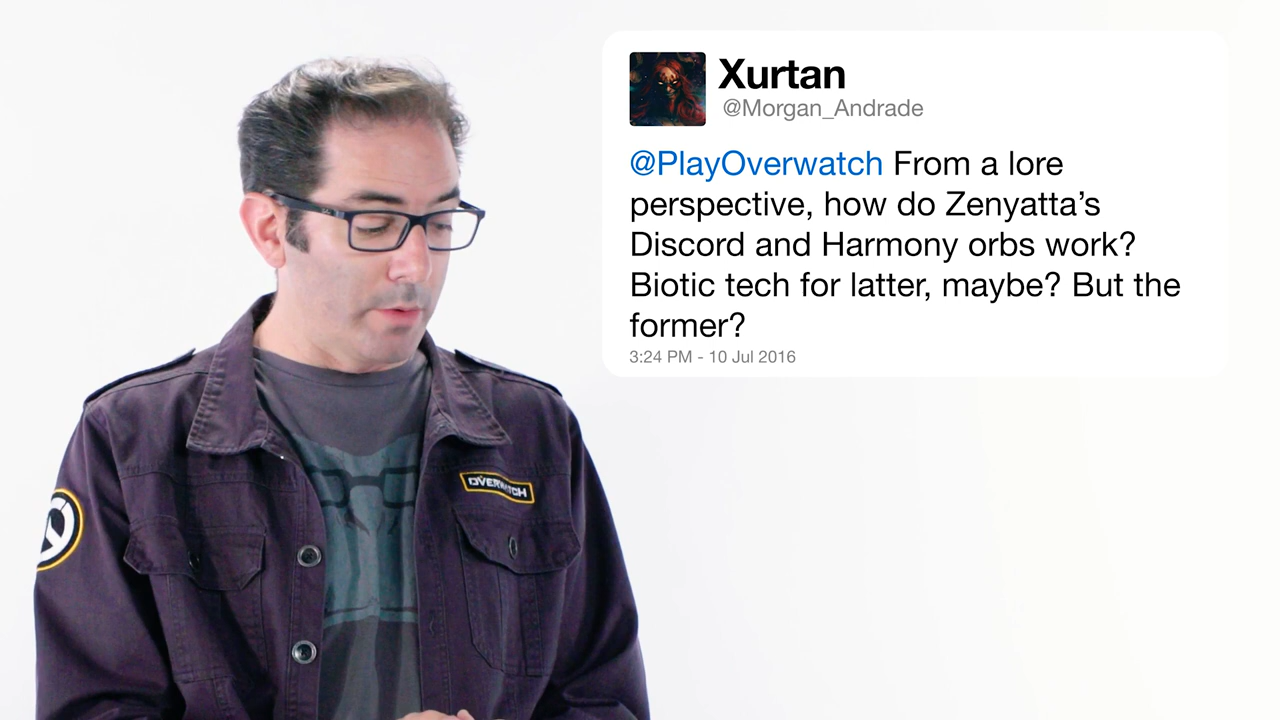 Xurtan
@Morgan_Andrade
@PlayOverwatch From a lore
perspective, how do Zenyatta’s
Discord and Harmony orbs work?
Biotic tech for latter, maybe? But the
former?
3:24 PM - 10 Jul 2016
OVERWATCH